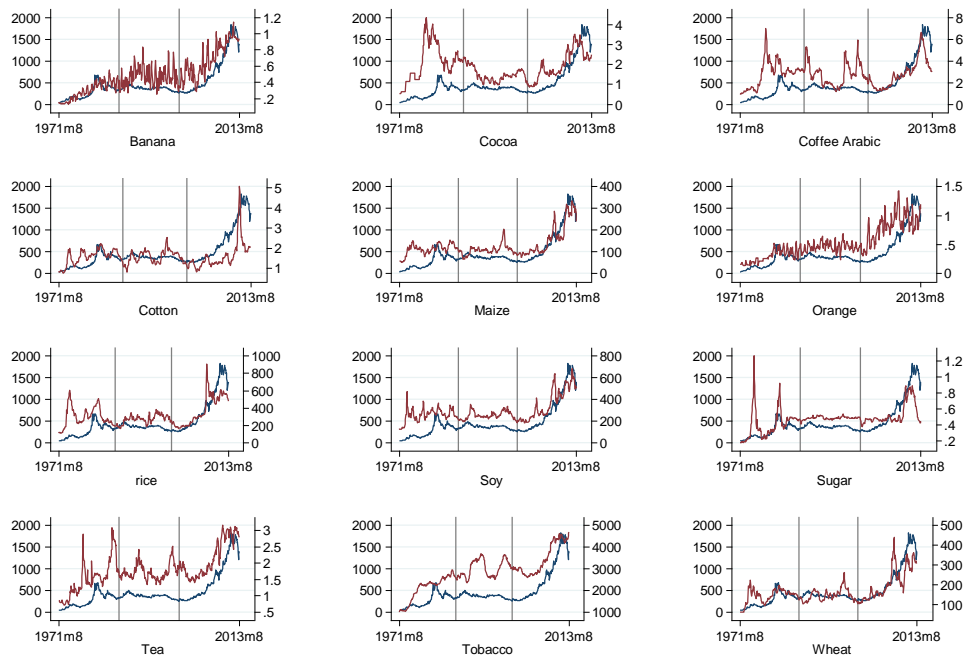 2000 1500 1000 500 0
1.2 1 .8 .6 .4 .2
1971m8 2013m8
Banana
2000 1500 1000 500 0
4 3 2 1 0
1971m8 2013m8
Cocoa
2000 1500 1000 500 0
8 6 4 2 0
1971m8 2013m8
Coffee Arabic
2000 1500 1000 500 0
5 4 3 2 1
1971m8 2013m8
Cotton
2000 1500 1000 500 0
400 300 200 100 0
1971m8 2013m8
Maize
2000 1500 1000 500 0
1.5 1 .5 0
1971m8 2013m8
Orange
2000 1500 1000 500 0
1000 800 600 400 200 0
1971m8 2013m8
rice
2000 1500 1000 500 0
800 600 400 200 0
1971m8 2013m8
Soy
2000 1500 1000 500 0
1.2 1 .8 .6 .4 .2
1971m8 2013m8
Sugar
2000 1500 1000 500 0
3 2.5 2 1.5 1 .5
1971m8 2013m8
Tea
2000 1500 1000 500 0
5000 4000 3000 2000 1000
1971m8 2013m8
Tobacco
2000 1500 1000 500 0
500 400 300 200 100
1971m8 2013m8
Wheat